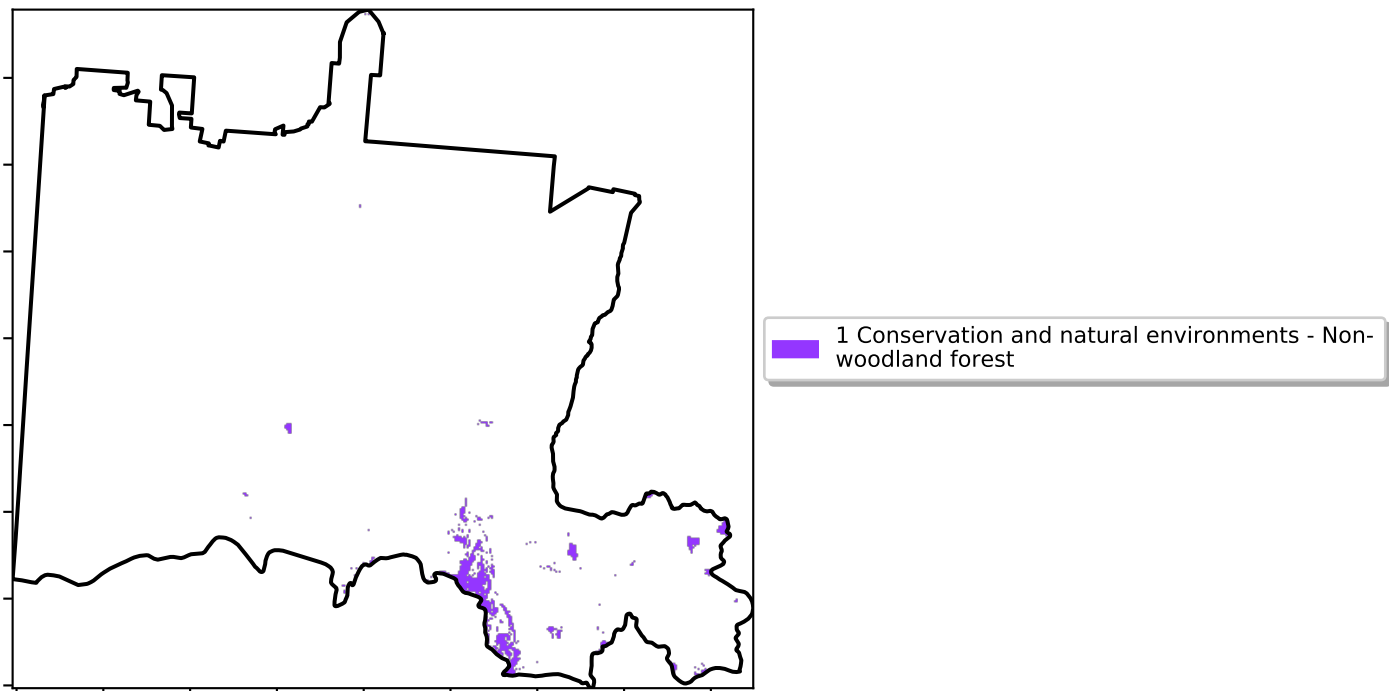 1 Conservation and natural environments - Non-
woodland forest